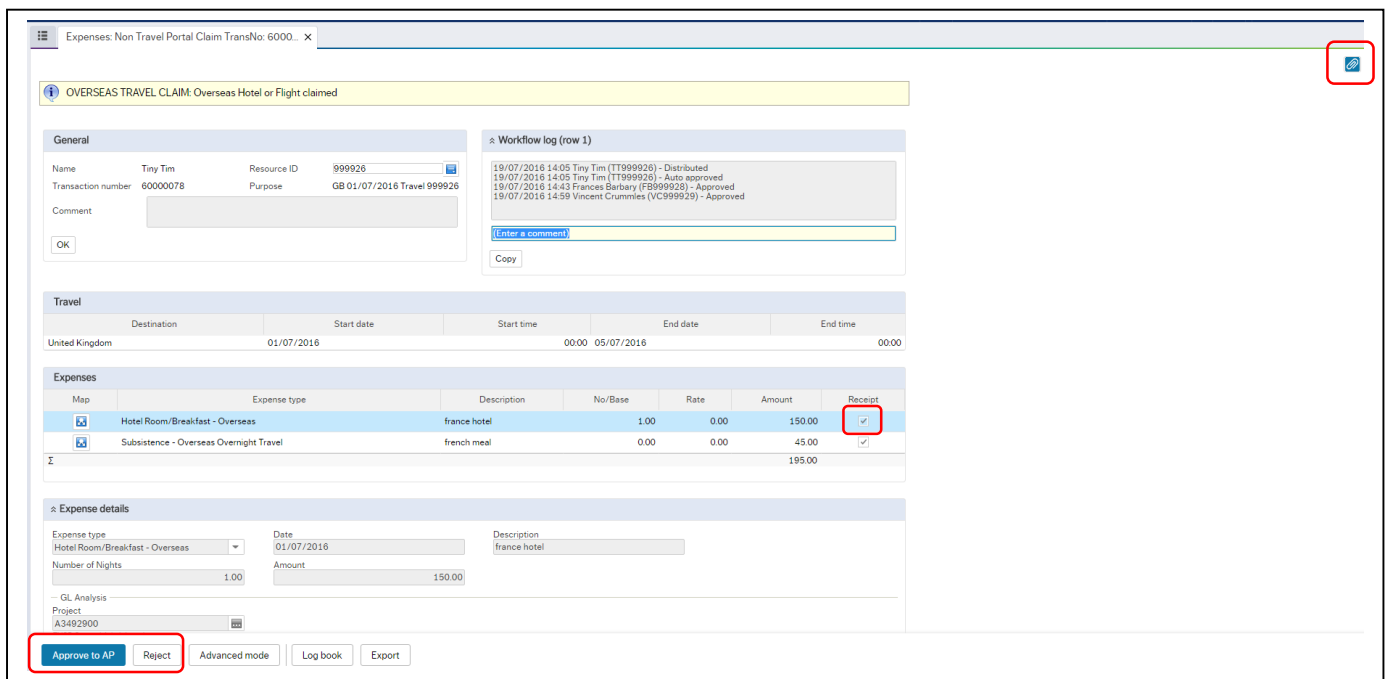 Expenses: Non Travel Portal Claim TransNo: 6000... X
OVERSEAS TRAVEL CLAIM: Overseas Hotel or Flight claimed
General
Name Tiny Tim Resource ID 999926
Transaction number 60000078 Purpose GB 01/07/2016 Travel 999926
Comment
OK
Workflow log (row 1)
19/07/2016 14:05 Tiny Tim (TT999926) - Distributed
19/07/2016 14:05 Tiny Tim (TT999926) - Auto approved
19/07/2016 14:43 Frances Barbary (FB999928) - Approved
19/07/2016 14:59 Vincent Crummles (VC999929) - Approved
(Enter a comment)
Copy
Travel
Destination Start date Start time End date End time
United Kingdom 01/07/2016 00:00 05/07/2016 00:00
Expenses
Map Expense type Description No/Base Rate Amount Receipt
Hotel Room/Breakfast - Overseas france hotel 1.00 0.00 150.00
Subsistence - Overseas Overnight Travel french meal 0.00 0.00 45.00
Σ 195.00
Expense details
Expense type Date Description
Hotel Room/Breakfast - Overseas 01/07/2016 france hotel
Number of Nights Amount
1.00 150.00
GL Analysis
Project
A3492900
Approve to AP Reject Advanced mode Log book Export